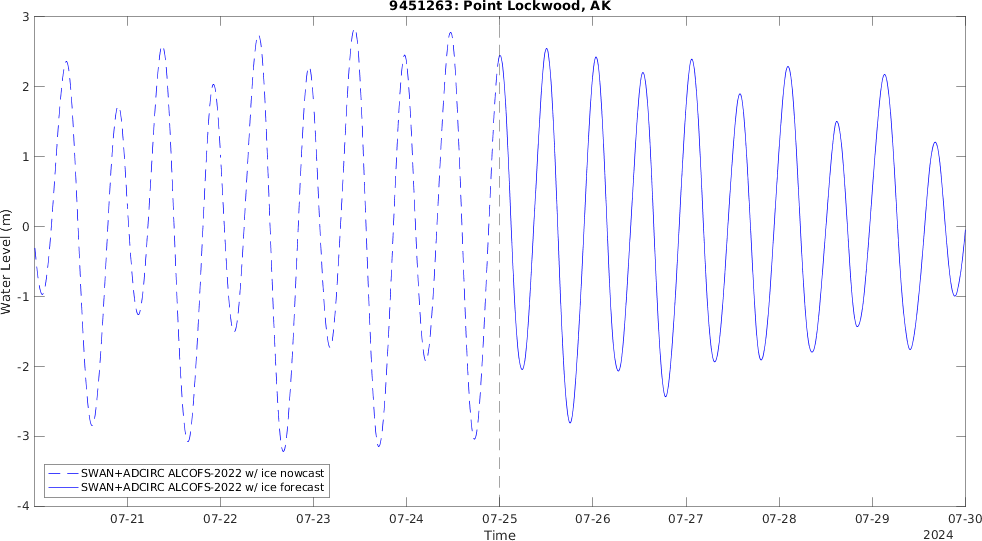 9451263: Point Lockwood, AK
3
2
1
0
-1
-2
-3
-4
Water Level (m)
SWAN+ADCIRC ALCOFS-2022 w/ ice nowcast
SWAN+ADCIRC ALCOFS-2022 w/ ice forecast
07-21 07-22 07-23 07-24 07-25 07-26 07-27 07-28 07-29 07-30
Time
2024